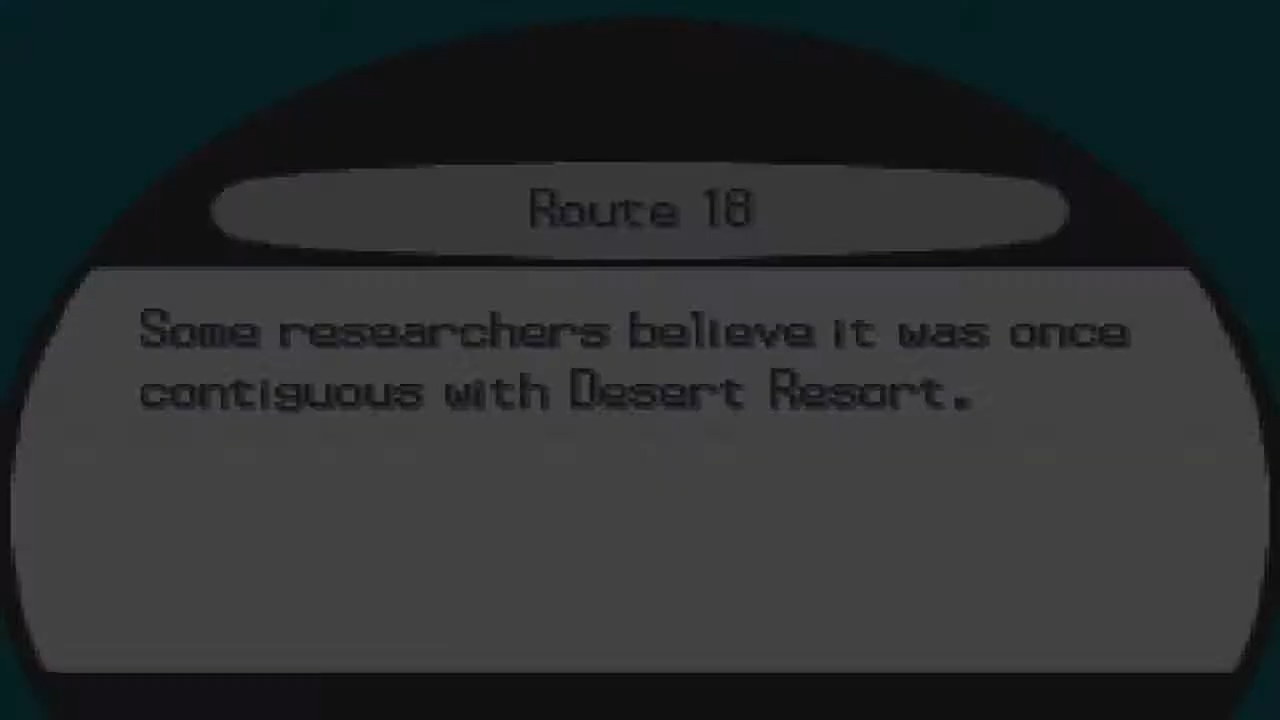 Route 18
Some researchers believe it was once
contiguous with Desert Resort.